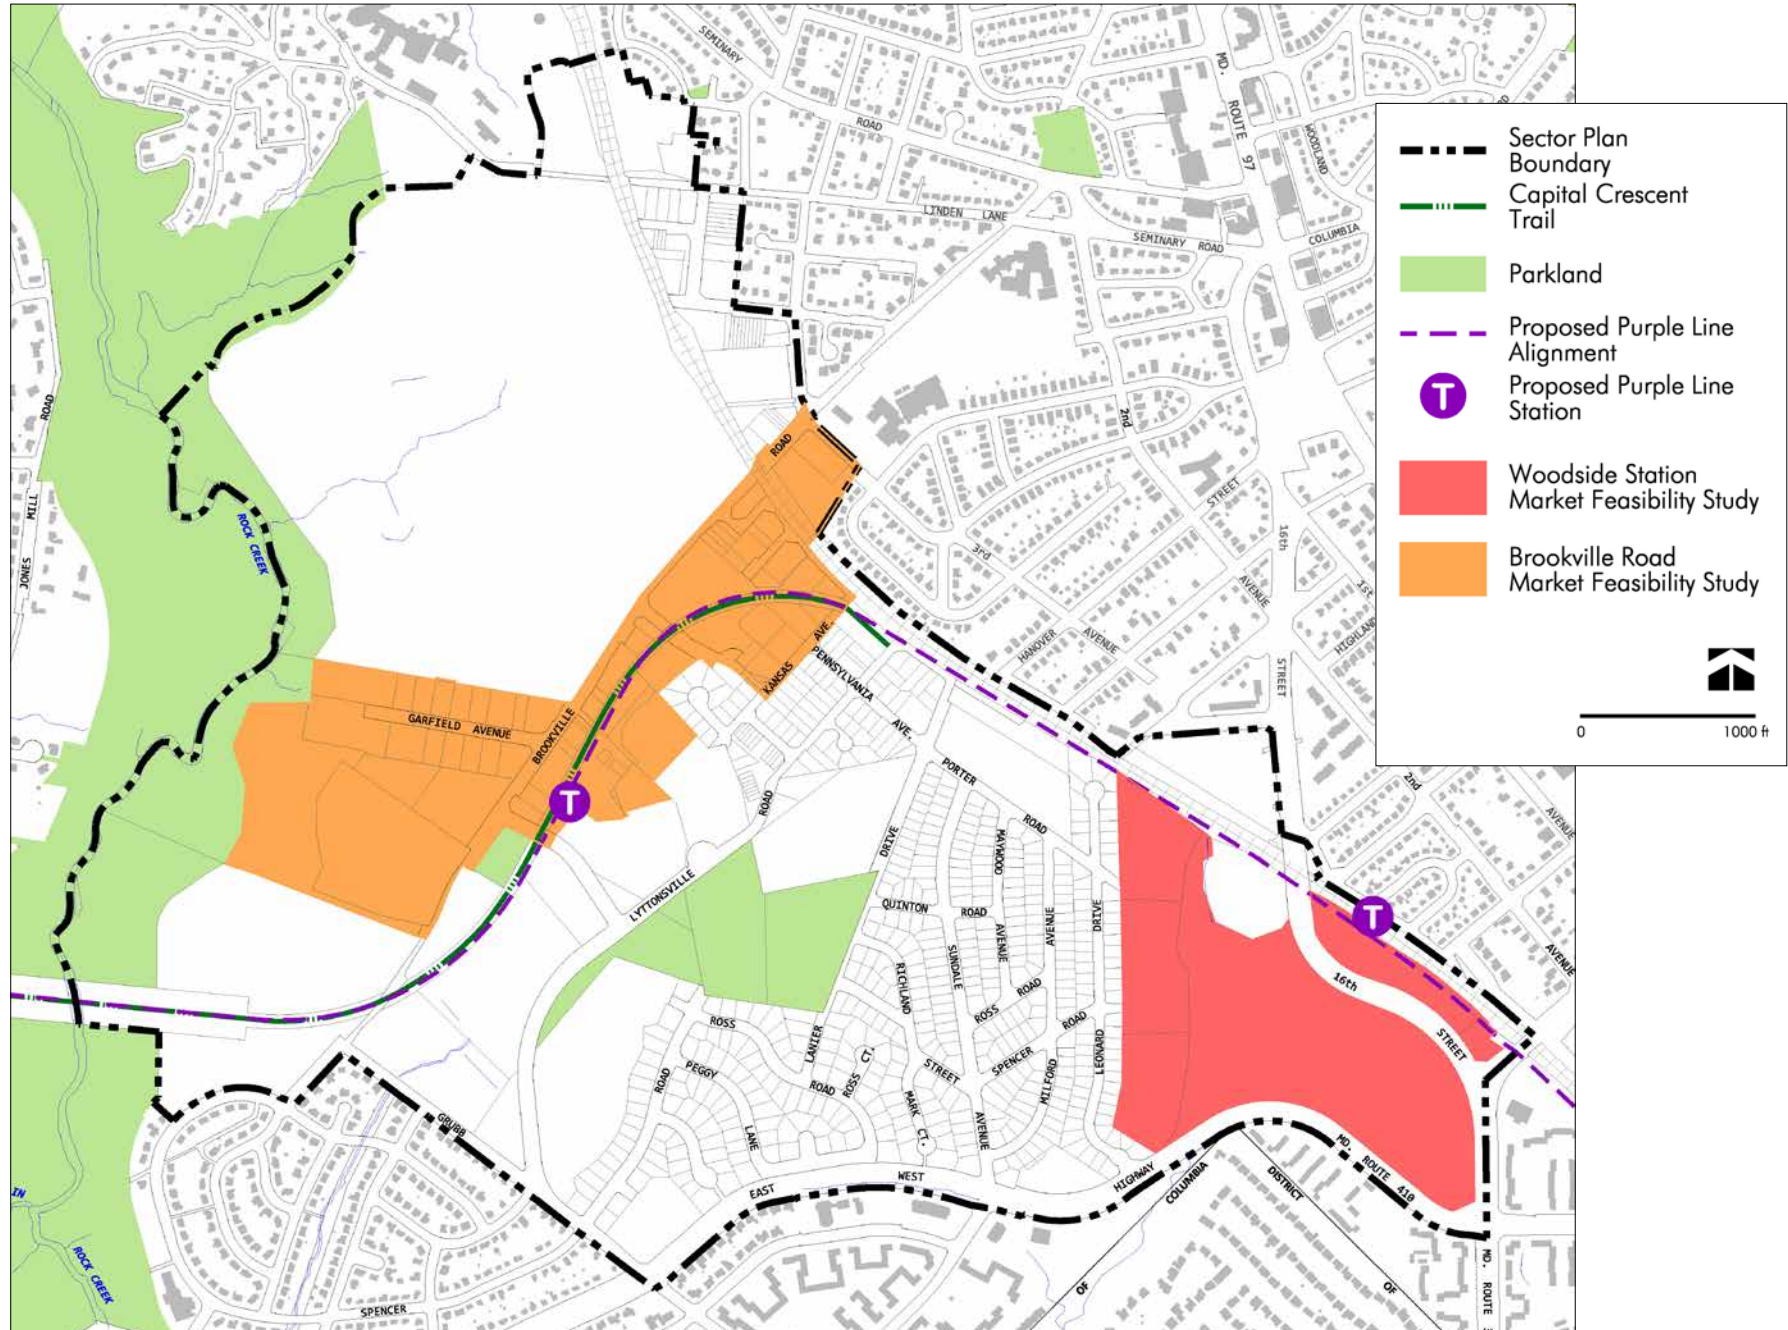 SEMINARY
ROAD
MD.
ROUTE
97
WOODLAND
LINDEN LANE
SEMINARY ROAD
COLUMBIA
Sector Plan
Boundary
Capital Crescent
Trail
Parkland
Proposed Purple Line
Alignment
T
Proposed Purple Line
Station
Woodside Station
Market Feasibility Study
Brookville Road
Market Feasibility Study
0 1000 ft
ROAD
MILL
JONES
ROCK CREEK
ROAD
2nd
STREET
3rd
16th
AVENUE
1st
HIGHLAND
HANOVER
AVENUE
STREET
KANSAS
AVE.
PENNSYLVANIA
AVE.
GARFIELD AVENUE
BROOKVILLE
T
LYTTONSVILLE
ROAD
PORTER
ROAD
DRIVE
MAYWOOD
AVENUE
QUINTON
ROAD
SUNDALE
AVENUE
DRIVE
RICHLAND
STREET
ROSS
ROAD
SPENCER
ROAD
MILFORD
LEONARD
2nd
AVENUE
T
AVENUE
16th
STREET
ROSS
ROAD
PEGGY
LANE
ROAD
LANIER
ROSS CT.
MARK CT.
AVENUE
GRUBB
EAST
WEST
HIGHWAY
MD.
ROUTE 410
COLUMBIA
DISTRICT
OF
OF
MD. ROUTE
IN
ROCK CREEK
SPENCER